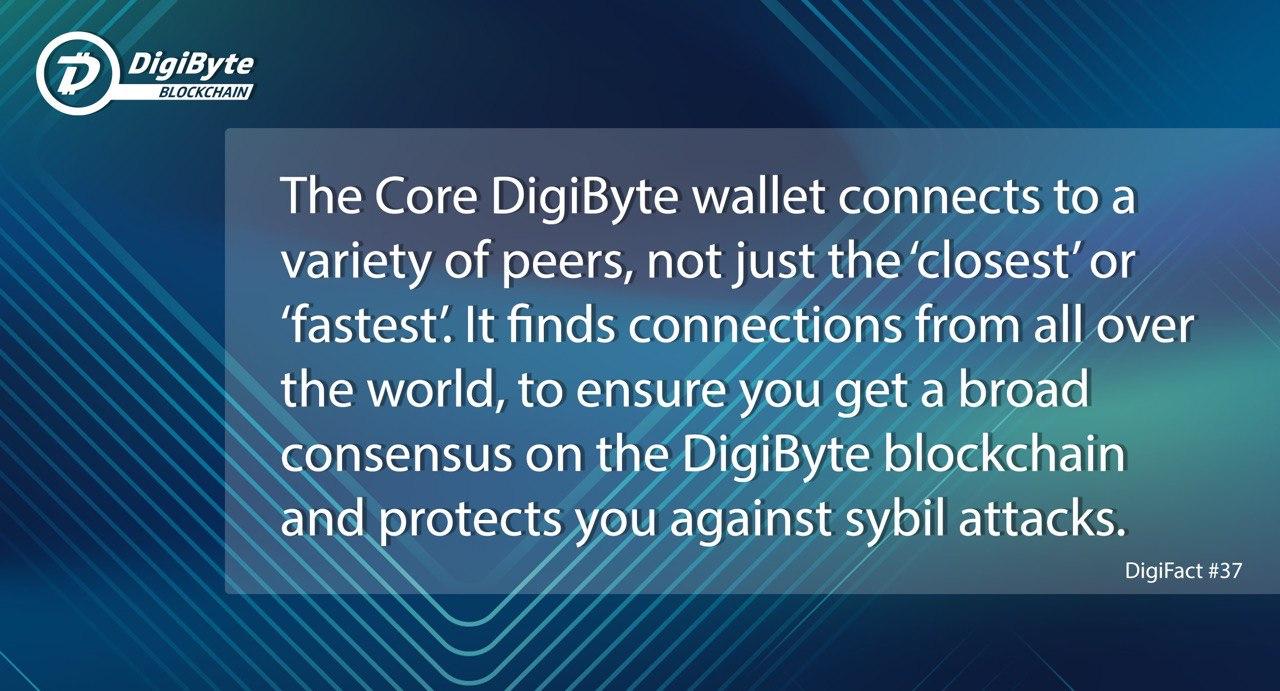 DigiByte
BLOCKCHAIN
The Core DigiByte wallet connects to a
variety of peers, not just the ‘closest’ or
‘fastest’. It finds connections from all over
the world, to ensure you get a broad
consensus on the DigiByte blockchain
and protects you against sybil attacks.
DigiFact #37